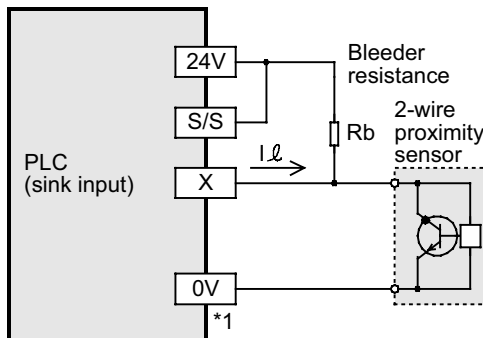 24V
Bleeder
resistance
S/S
Rb
2-wire
proximity
sensor
PLC
(sink input)
Iℓ
X
0V
*1